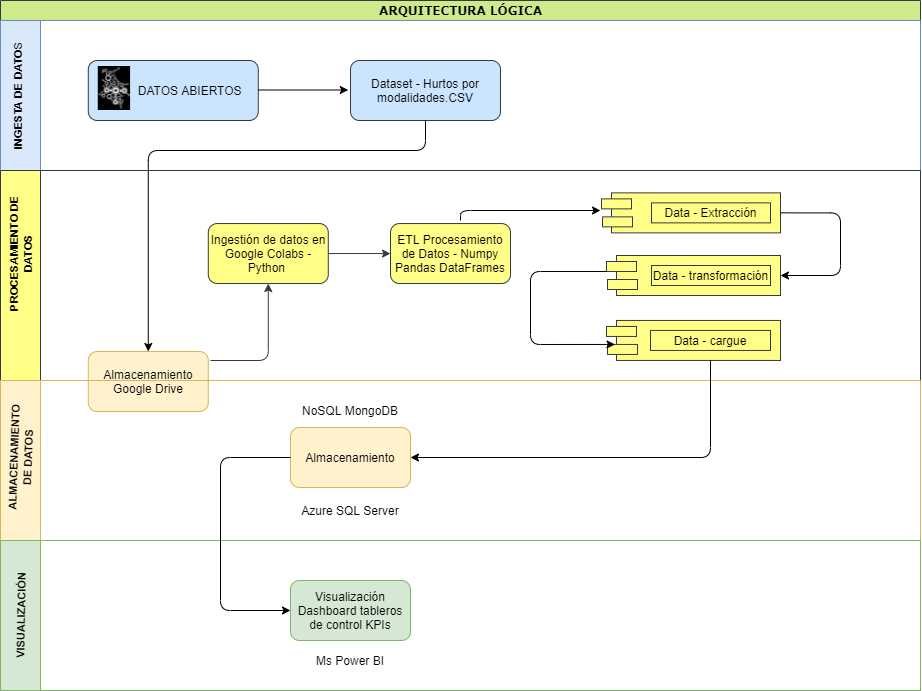 ARQUITECTURA LÓGICA
INGESTA DE DATOS
DATOS ABIERTOS
Dataset - Hurtos por
modalidades.CSV
PROCESAMIENTO DE
DATOS
Ingestión de datos en
Google Colabs -
Python
ETL Procesamiento
de Datos - Numpy
Pandas DataFrames
Data - Extracción
Data - transformación
Data - cargue
Almacenamiento
Google Drive
ALMACENAMIENTO
DE DATOS
NoSQL MongoDB
Almacenamiento
Azure SQL Server
VISUALIZACIÓN
Visualización
Dashboard tableros
de control KPIs
Ms Power BI